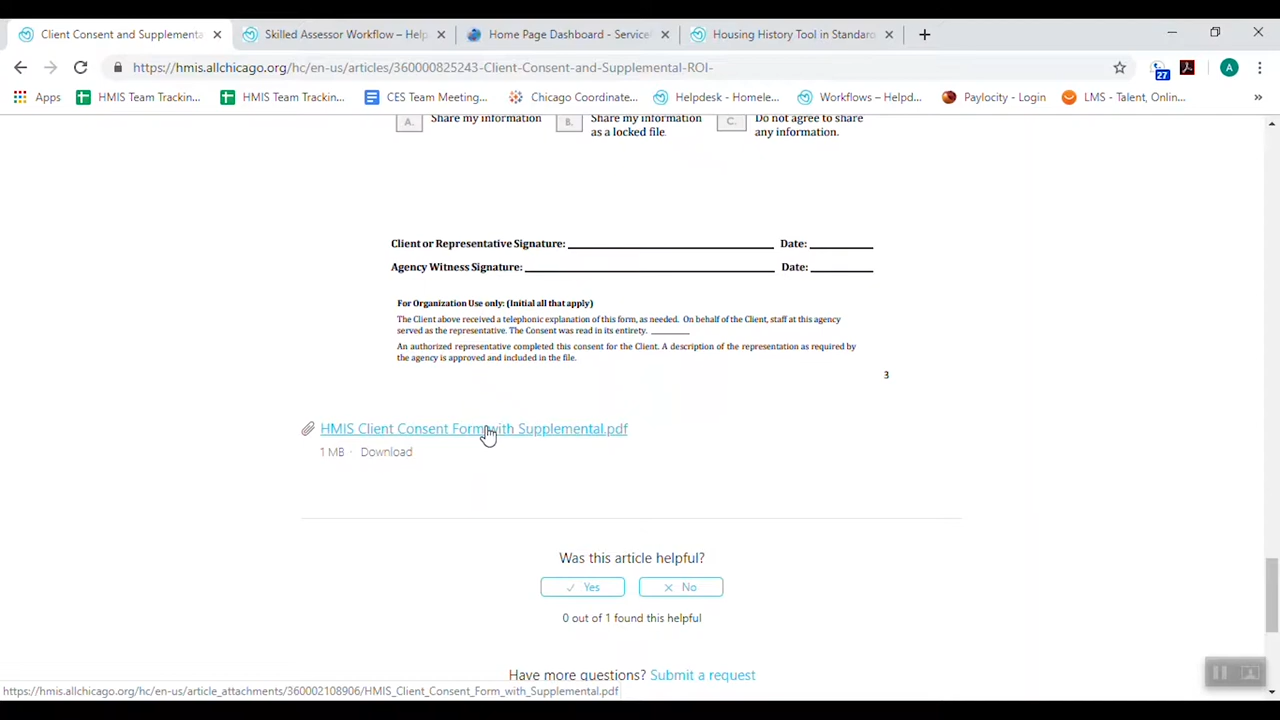 Client Consent and Supplementa
Skilled Assessor Workflow – Help
Home Page Dashboard - Service
Housing History Tool in Standard
https://hmis.allchicago.org/hc/en-us/articles/360000825243-Client-Consent-and-Supplemental-ROI-
27
A
Apps
HMIS Team Trackin...
HMIS Team Trackin...
CES Team Meeting...
Chicago Coordinate...
Helpdesk - Homele...
Workflows – Helpd...
Paylocity - Login
LMS - Talent, Onlin...
»
A. Share my information
B. Share my information
as a locked file.
C. Do not agree to share
any information.
Client or Representative Signature: ____________ Date: ________
Agency Witness Signature: ____________ Date: ________
For Organization Use only: (Initial all that apply)
The Client above received a telephonic explanation of this form, as needed. On behalf of the Client, staff at this agency
served as the representative. The Consent was read in its entirety. ________
An authorized representative completed this consent for the Client. A description of the representation as required by
the agency is approved and included in the file.
3
HMIS Client Consent Form with Supplemental.pdf
1 MB · Download
Was this article helpful?
Yes
No
0 out of 1 found this helpful
Have more questions? Submit a request
https://hmis.allchicago.org/hc/en-us/article_attachments/360002108906/HMIS_Client_Consent_Form_with_Supplemental.pdf